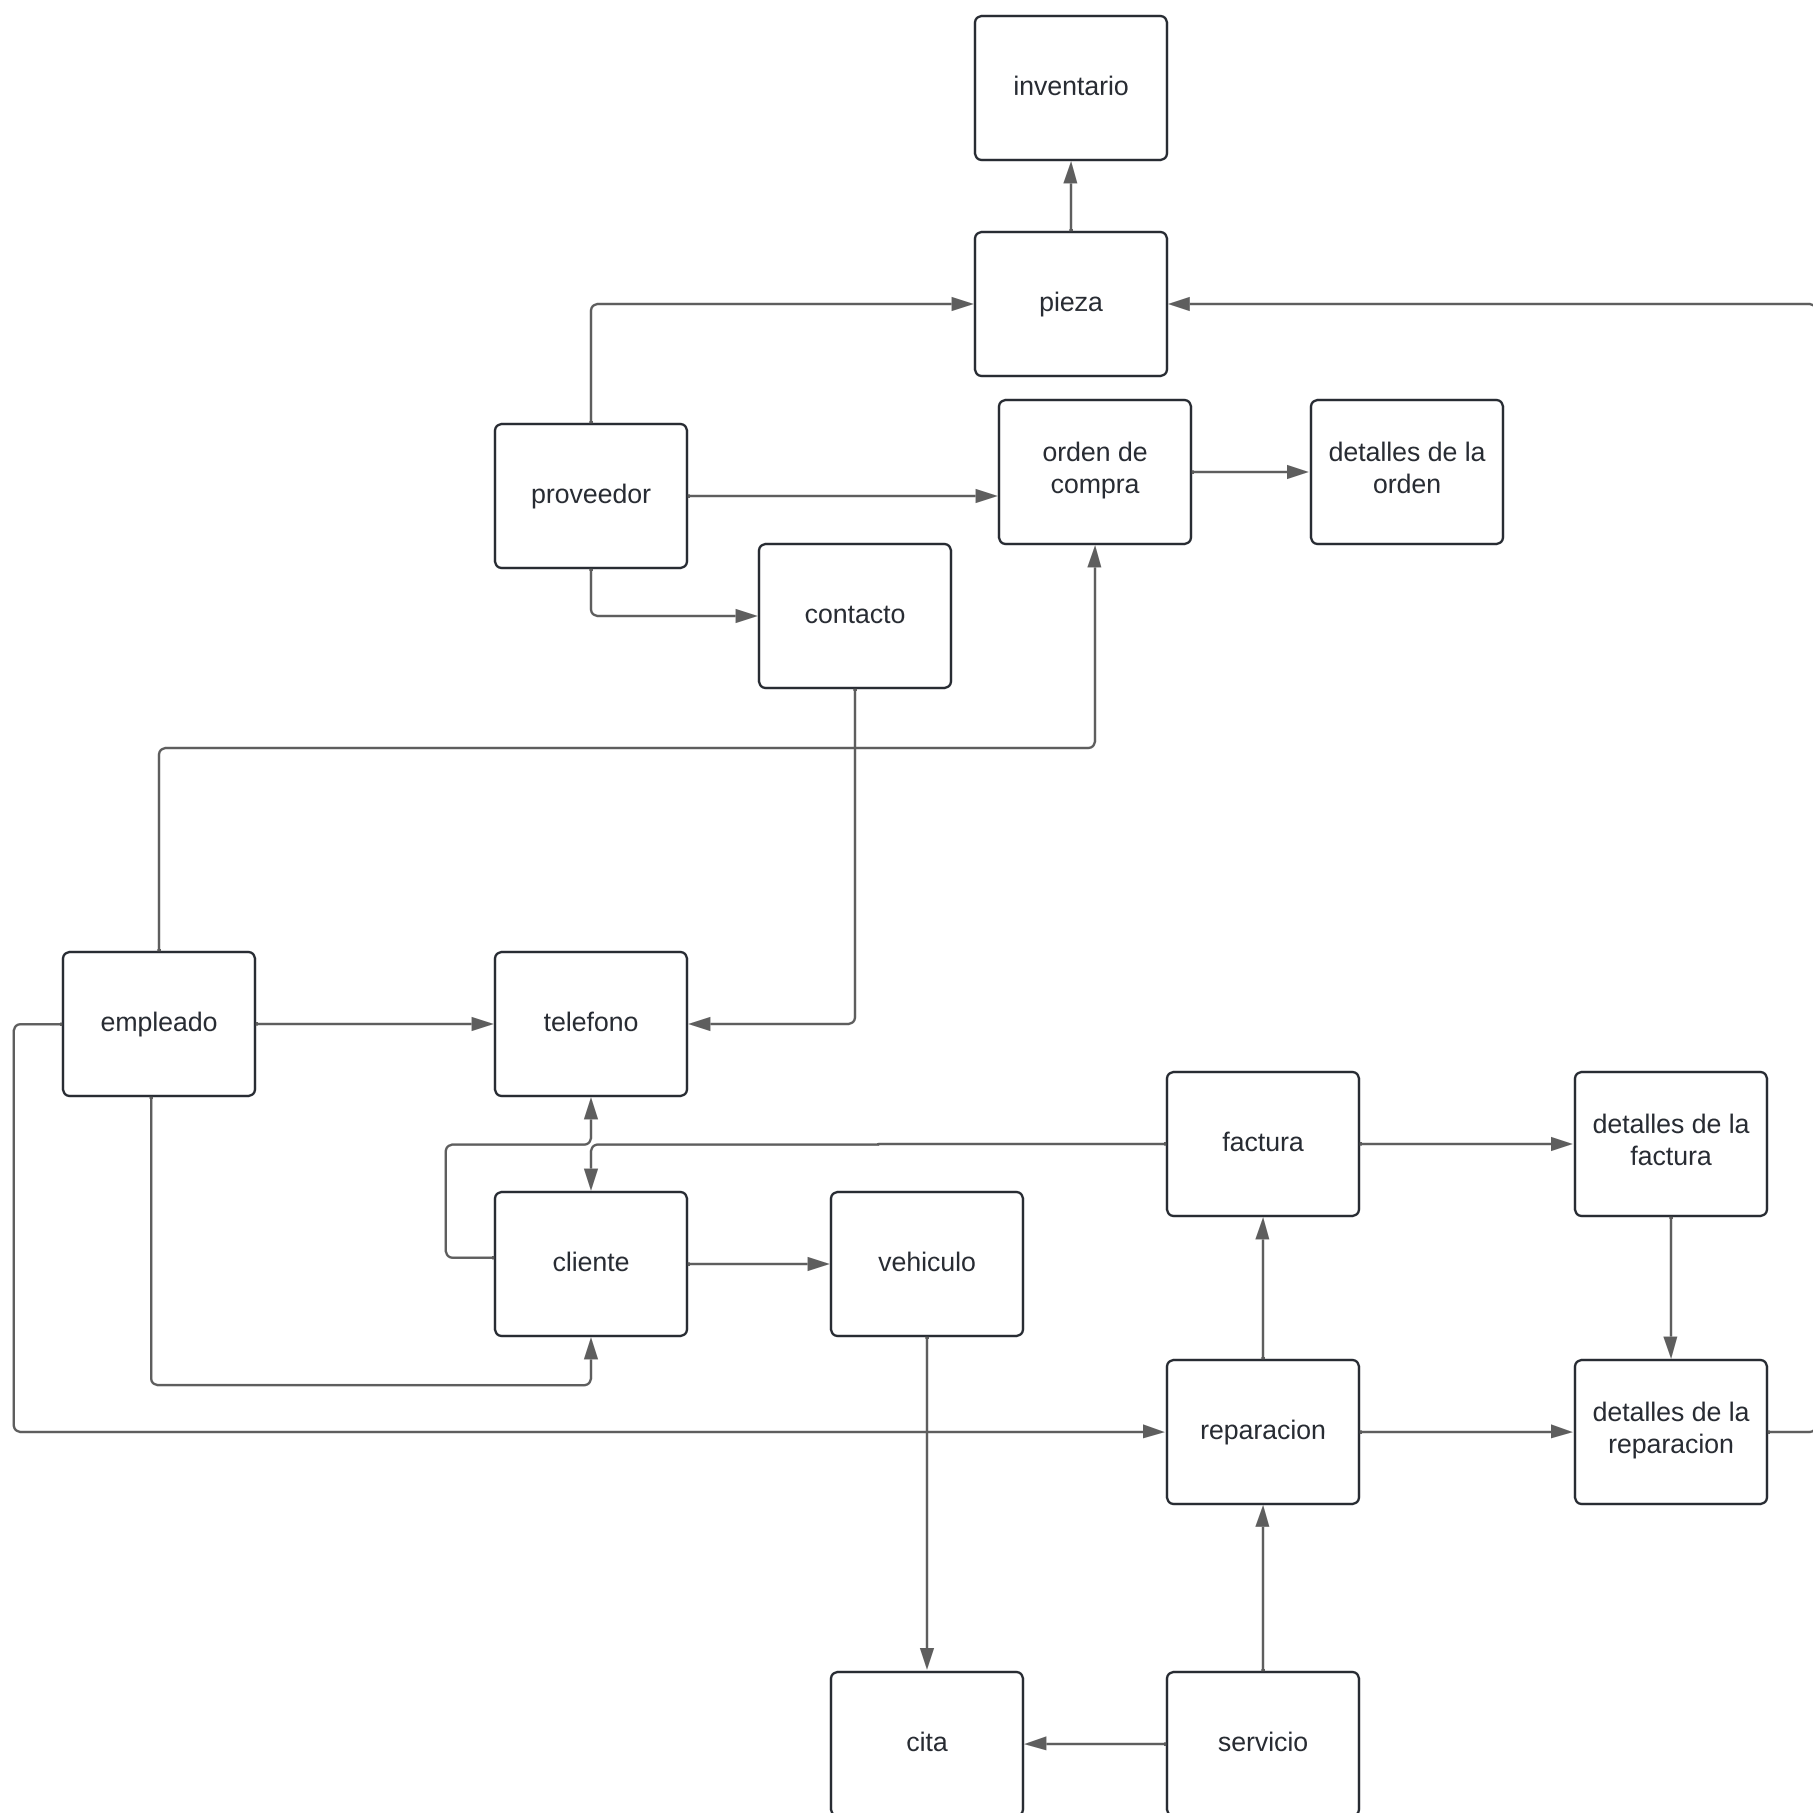 inventario
pieza
orden de
compra
detalles de la
orden
proveedor
contacto
empleado
telefono
factura
detalles de la
factura
cliente
vehiculo
reparacion
detalles de la
reparacion
cita
servicio